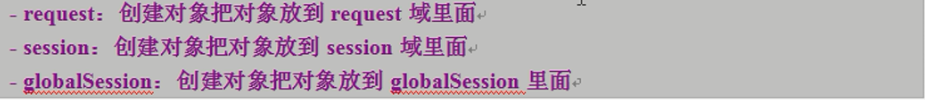 - request：创建对象把对象放到 request 域里面
- session：创建对象把对象放到 session 域里面
- globalSession：创建对象把对象放到 globalSession 里面